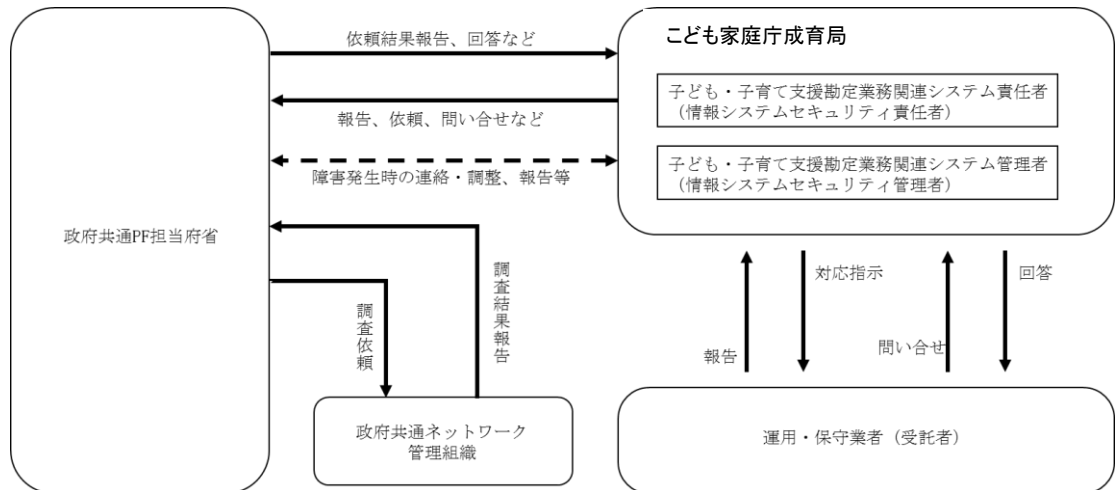 依頼結果報告、回答など
こども家庭庁成育局
子ども・子育て支援勘定業務関連システム責任者
（情報システムセキュリティ責任者）
報告、依頼、問い合せなど
子ども・子育て支援勘定業務関連システム管理者
（情報システムセキュリティ管理者）
障害発生時の連絡・調整、報告等
政府共通PF担当府省
調査依頼
調査結果報告
報告
対応指示
問い合せ
回答
政府共通ネットワーク
管理組織
運用・保守業者（受託者）